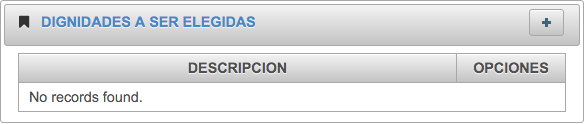 DIGNIDADES A SER ELEGIDAS
DESCRIPCION OPCIONES
No records found.